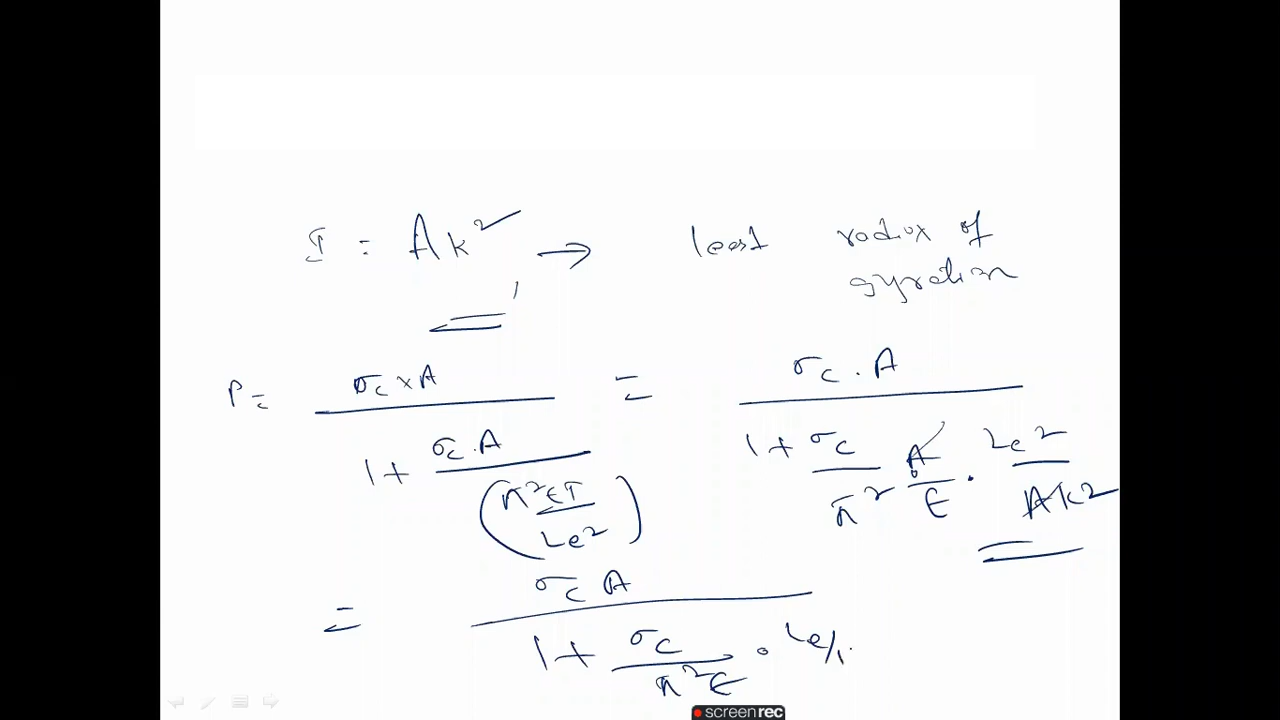 I = Ak² → least radius of
gyration
P = σc × A / (1 + σc . A / (π²EI / Le²)) = σc . A / (1 + σc / π² . A / E . Le² / Ak²)
= σc A / (1 + σc / π²E . Le/
screenrec